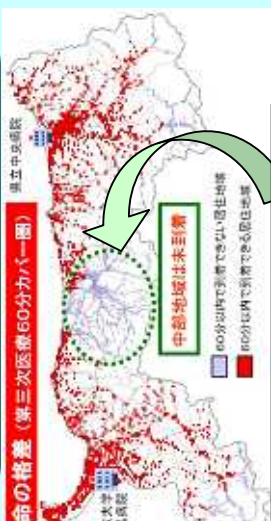 命の格差（第三次医療60分カバー圏）
県立中央病院
中部地域は未到着
60分以内で到着できない居住地域
60分以内で到着できる居住地域
大学
病院